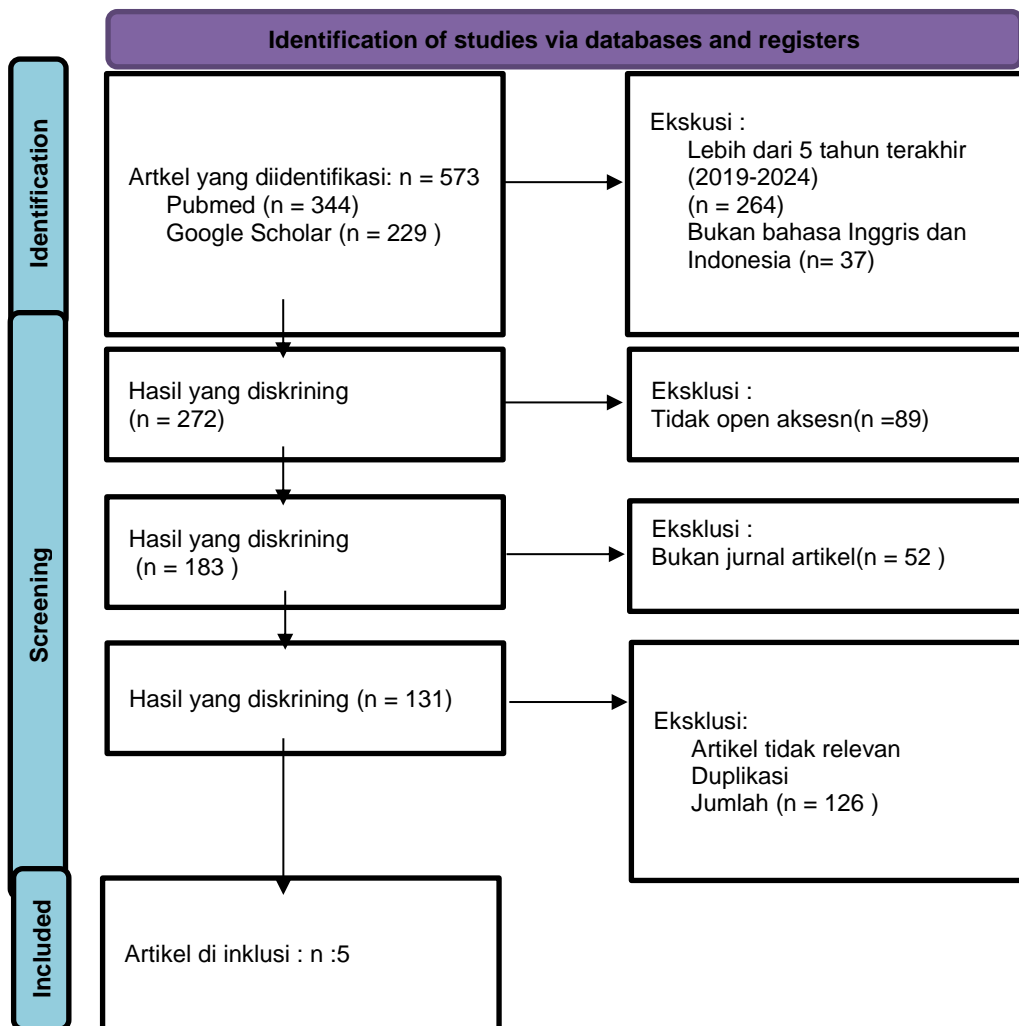 Identification of studies via databases and registers
Identification
Artkel yang diidentifikasi: n = 573
Pubmed (n = 344)
Google Scholar (n = 229 )
Ekskusi :
Lebih dari 5 tahun terakhir
(2019-2024)
(n = 264)
Bukan bahasa Inggris dan
Indonesia (n= 37)
Screening
Hasil yang diskrining
(n = 272)
Eksklusi :
Tidak open aksesn(n =89)
Hasil yang diskrining
(n = 183 )
Eksklusi :
Bukan jurnal artikel(n = 52 )
Hasil yang diskrining (n = 131)
Eksklusi:
Artikel tidak relevan
Duplikasi
Jumlah (n = 126 )
Included
Artikel di inklusi : n :5